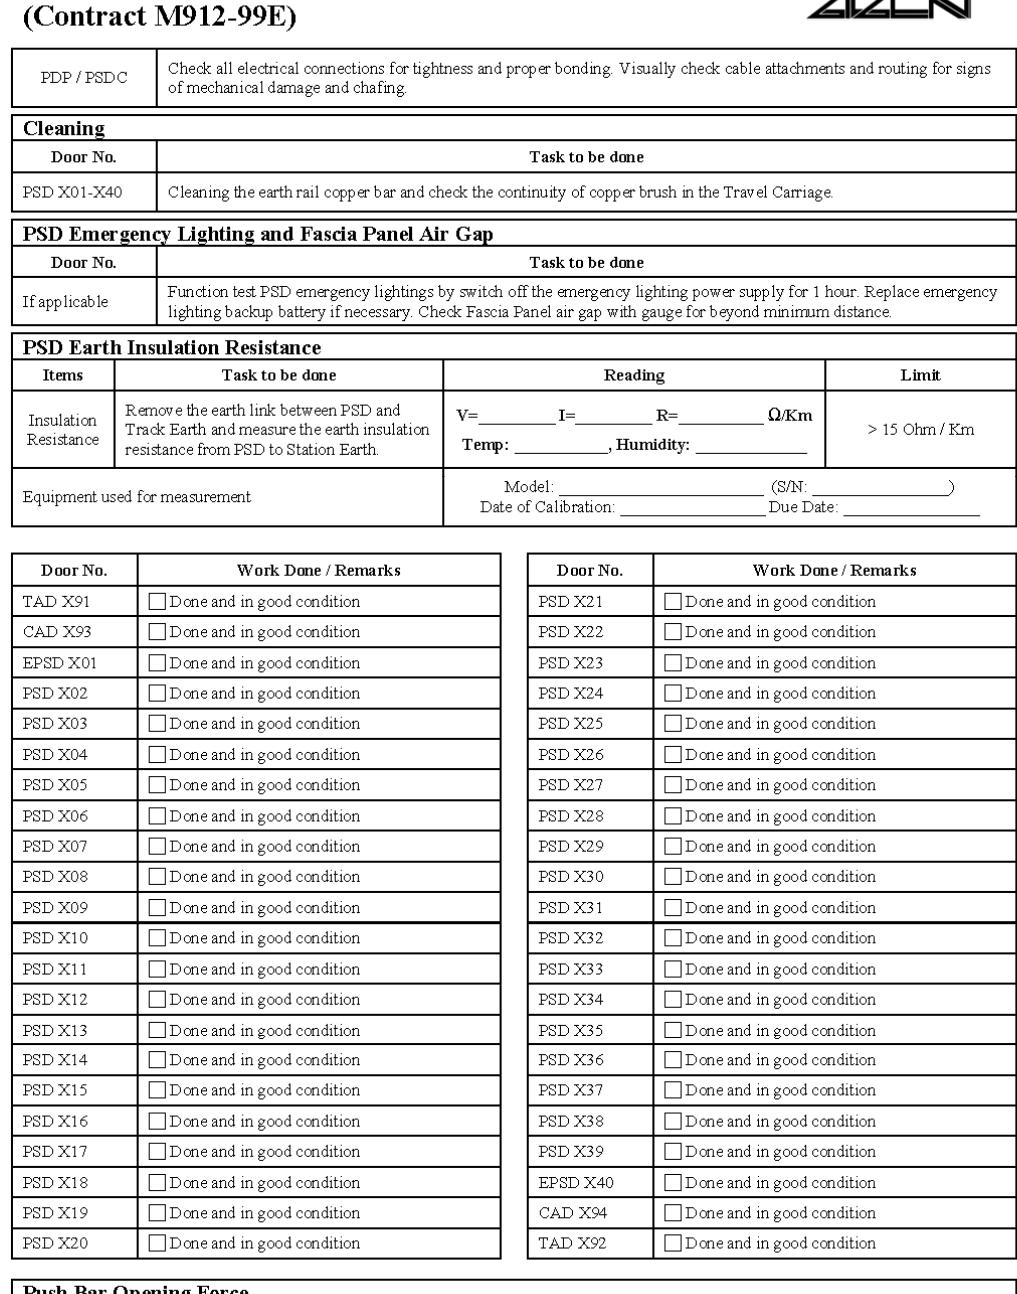 (Contract M912-99E)
PDP / PSDC
Check all electrical connections for tightness and proper bonding. Visually check cable attachments and routing for signs
of mechanical damage and chafing.
Cleaning
Door No. Task to be done
PSD X01-X40 Cleaning the earth rail copper bar and check the continuity of copper brush in the Travel Carriage.
PSD Emergency Lighting and Fascia Panel Air Gap
Door No. Task to be done
If applicable
Function test PSD emergency lightings by switch off the emergency lighting power supply for 1 hour. Replace emergency
lighting backup battery if necessary. Check Fascia Panel air gap with gauge for beyond minimum distance.
PSD Earth Insulation Resistance
Items Task to be done Reading Limit
Insulation
Resistance
Remove the earth link between PSD and
Track Earth and measure the earth insulation
resistance from PSD to Station Earth.
V=________ I=________ R=_________ Ω/Km
Temp: __________, Humidity: ____________
> 15 Ohm / Km
Equipment used for measurement
Model: ______________________ (S/N: _______________)
Date of Calibration: ________________ Due Date: _______________
Door No. Work Done / Remarks
TAD X91 ☐ Done and in good condition
CAD X93 ☐ Done and in good condition
EPSD X01 ☐ Done and in good condition
PSD X02 ☐ Done and in good condition
PSD X03 ☐ Done and in good condition
PSD X04 ☐ Done and in good condition
PSD X05 ☐ Done and in good condition
PSD X06 ☐ Done and in good condition
PSD X07 ☐ Done and in good condition
PSD X08 ☐ Done and in good condition
PSD X09 ☐ Done and in good condition
PSD X10 ☐ Done and in good condition
PSD X11 ☐ Done and in good condition
PSD X12 ☐ Done and in good condition
PSD X13 ☐ Done and in good condition
PSD X14 ☐ Done and in good condition
PSD X15 ☐ Done and in good condition
PSD X16 ☐ Done and in good condition
PSD X17 ☐ Done and in good condition
PSD X18 ☐ Done and in good condition
PSD X19 ☐ Done and in good condition
PSD X20 ☐ Done and in good condition
Door No. Work Done / Remarks
PSD X21 ☐ Done and in good condition
PSD X22 ☐ Done and in good condition
PSD X23 ☐ Done and in good condition
PSD X24 ☐ Done and in good condition
PSD X25 ☐ Done and in good condition
PSD X26 ☐ Done and in good condition
PSD X27 ☐ Done and in good condition
PSD X28 ☐ Done and in good condition
PSD X29 ☐ Done and in good condition
PSD X30 ☐ Done and in good condition
PSD X31 ☐ Done and in good condition
PSD X32 ☐ Done and in good condition
PSD X33 ☐ Done and in good condition
PSD X34 ☐ Done and in good condition
PSD X35 ☐ Done and in good condition
PSD X36 ☐ Done and in good condition
PSD X37 ☐ Done and in good condition
PSD X38 ☐ Done and in good condition
PSD X39 ☐ Done and in good condition
EPSD X40 ☐ Done and in good condition
CAD X94 ☐ Done and in good condition
TAD X92 ☐ Done and in good condition
Push Bar Opening Force